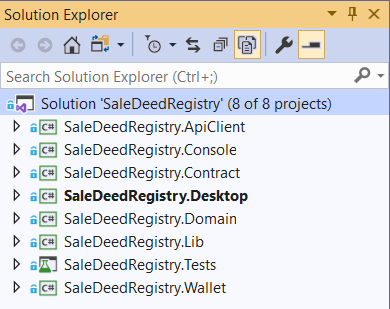 Solution Explorer
Search Solution Explorer (Ctrl+;)
Solution 'SaleDeedRegistry' (8 of 8 projects)
C# SaleDeedRegistry.ApiClient
C# SaleDeedRegistry.Console
C# SaleDeedRegistry.Contract
C# SaleDeedRegistry.Desktop
C# SaleDeedRegistry.Domain
C# SaleDeedRegistry.Lib
SaleDeedRegistry.Tests
C# SaleDeedRegistry.Wallet